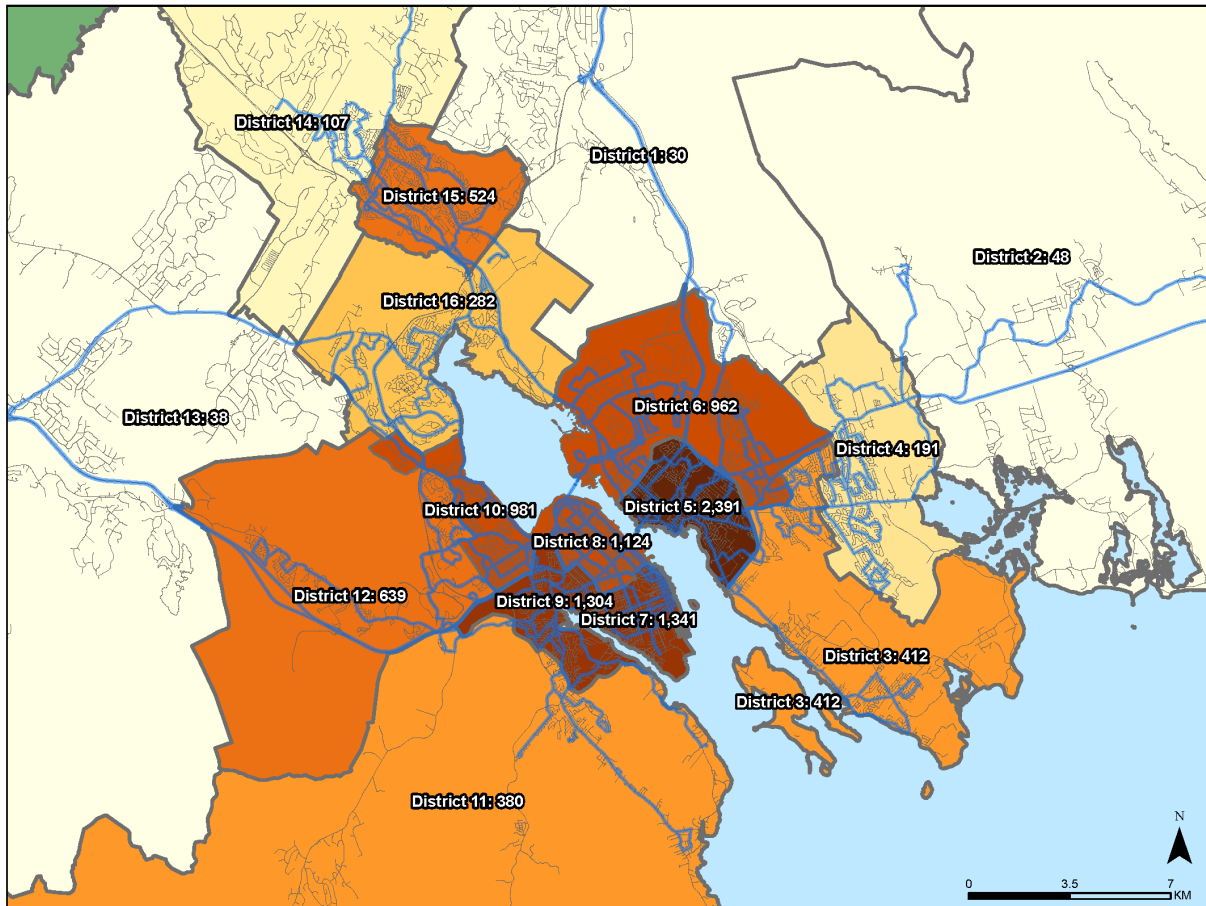 District 14: 107
District 1: 30
District 15: 524
District 2: 48
District 16: 282
District 6: 962
District 13: 38
District 4: 191
District 10: 981
District 5: 2,391
District 8: 1,124
District 12: 639
District 9: 1,304
District 7: 1,341
District 3: 412
District 3: 412
District 11: 380
N
0 3.5 7
KM